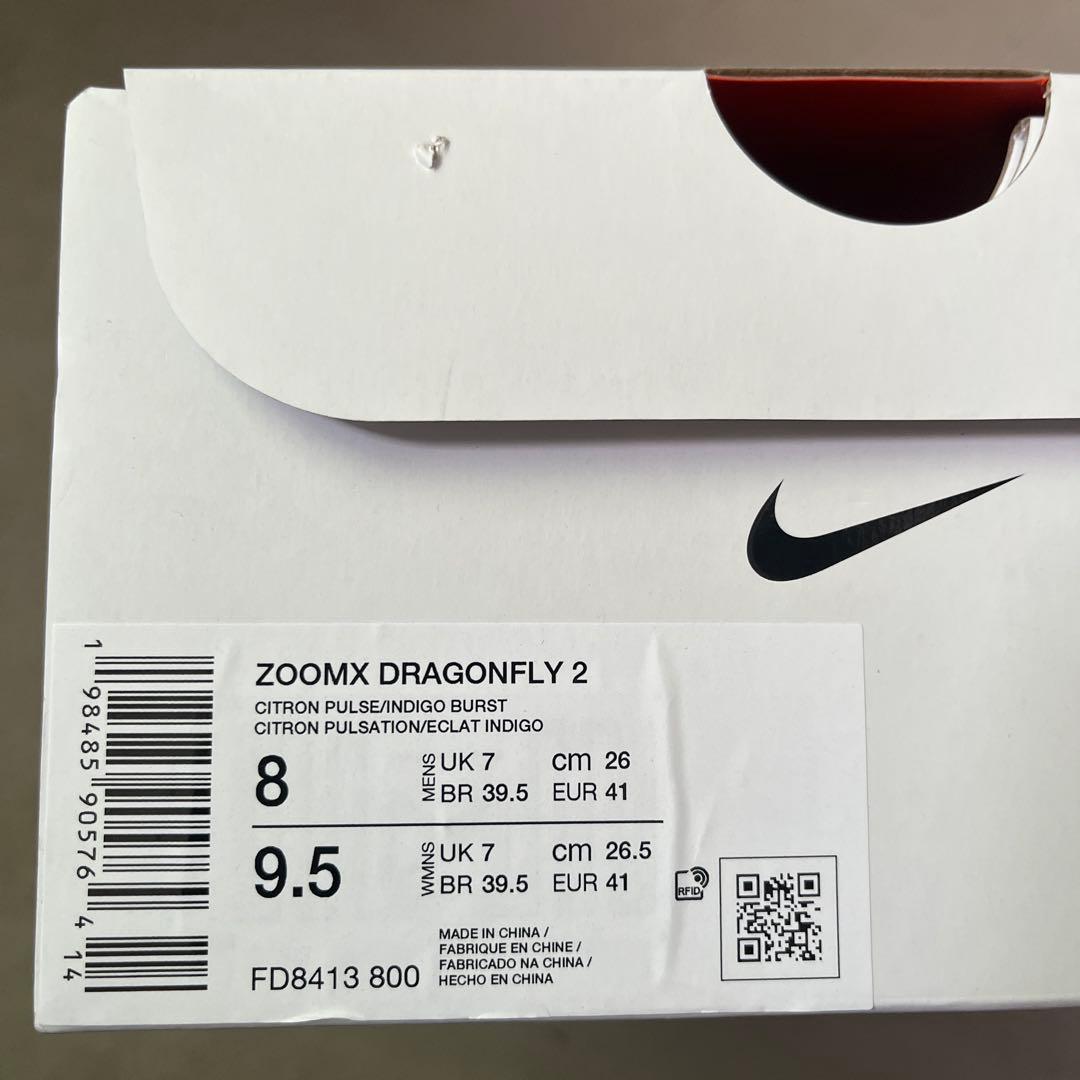 ZOOMX DRAGONFLY 2
CITRON PULSE/INDIGO BURST
CITRON PULSATION/ECLAT INDIGO
8 MENS UK 7 cm 26
BR 39.5 EUR 41
9.5 WMNS UK 7 cm 26.5
BR 39.5 EUR 41
RFID
MADE IN CHINA /
FABRIQUE EN CHINE /
FABRICADO NA CHINA /
HECHO EN CHINA
FD8413 800
1 98485 90576 4 14